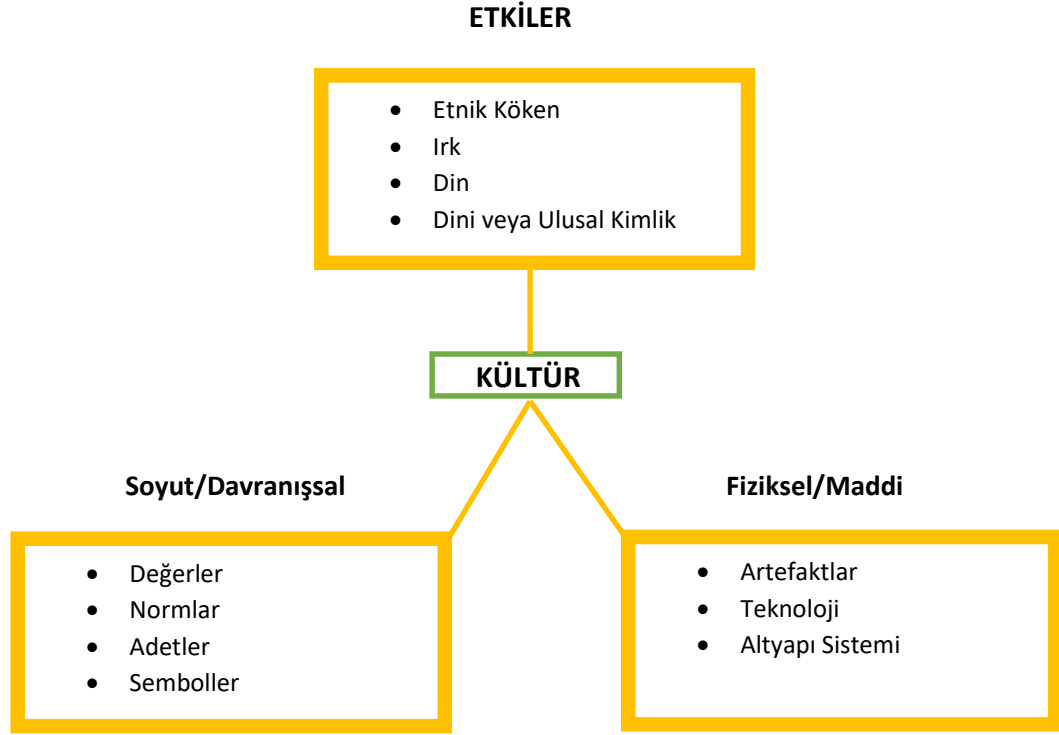 ETKİLER
• Etnik Köken
• Irk
• Din
• Dini veya Ulusal Kimlik
KÜLTÜR
Soyut/Davranışsal
• Değerler
• Normlar
• Adetler
• Semboller
Fiziksel/Maddi
• Artefaktlar
• Teknoloji
• Altyapı Sistemi